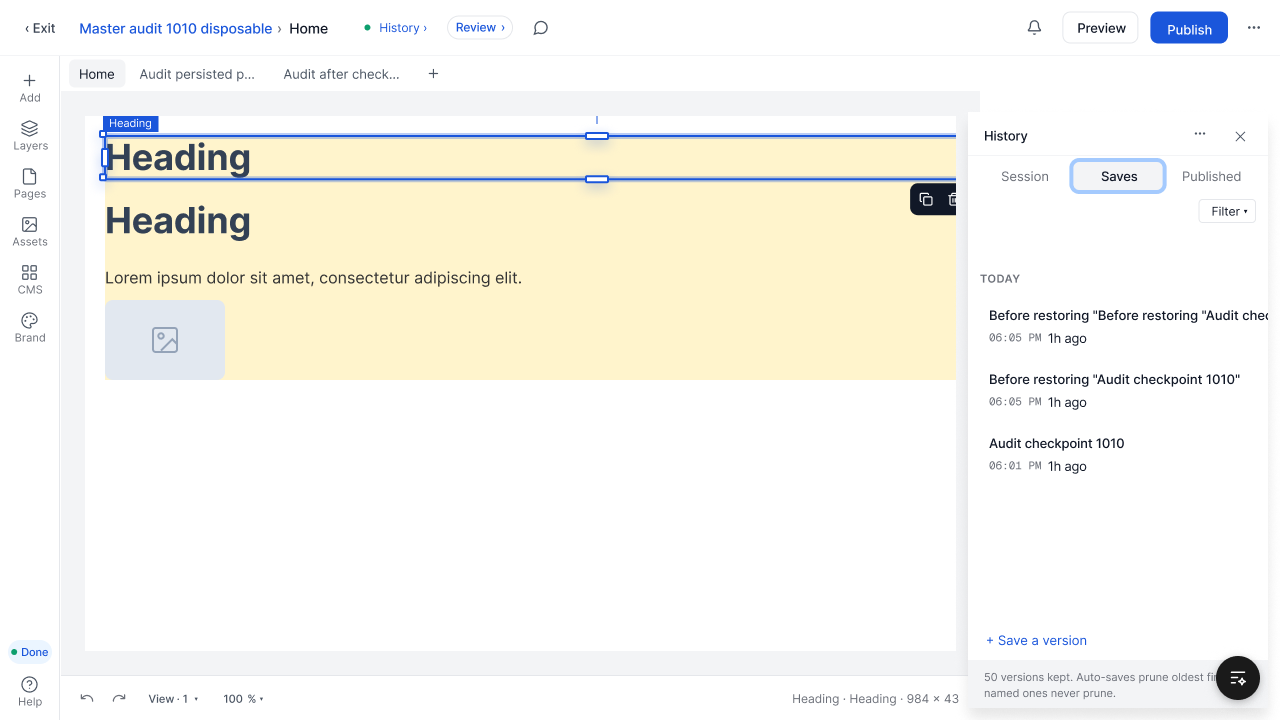 ‹ Exit
Master audit 1010 disposable › Home
History ›
Review ›
Preview
Publish
Home
Audit persisted p...
Audit after check...
Add
Layers
Pages
Assets
CMS
Brand
Done
Help
Heading
Heading
Heading
Lorem ipsum dolor sit amet, consectetur adipiscing elit.
View · 1
100 %
Heading · Heading · 984 × 43
History
Session
Saves
Published
Filter
TODAY
Before restoring "Before restoring "Audit chec
06:05 PM 1h ago
Before restoring "Audit checkpoint 1010"
06:05 PM 1h ago
Audit checkpoint 1010
06:01 PM 1h ago
+ Save a version
50 versions kept. Auto-saves prune oldest
named ones never prune.